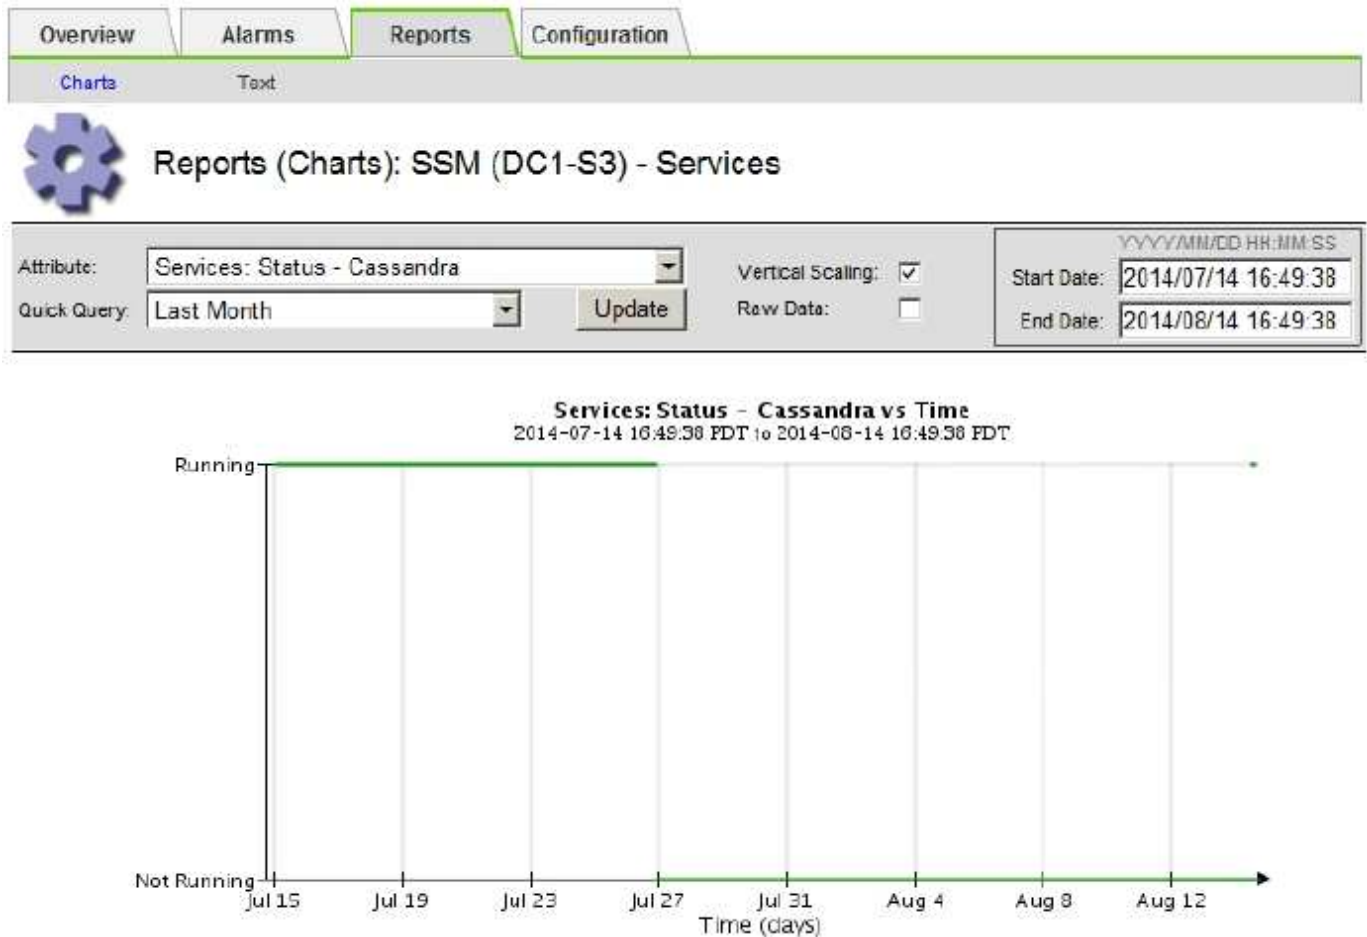 Overview Alarms Reports Configuration
Charts Text
Reports (Charts): SSM (DC1-S3) - Services
YYYY/MM/DD HH:MM:SS
Attribute: Services: Status - Cassandra Vertical Scaling: Start Date: 2014/07/14 16:49:38
Quick Query: Last Month Update Raw Data: End Date: 2014/08/14 16:49:38
Services: Status - Cassandra vs Time
2014-07-14 16:49:38 PDT to 2014-08-14 16:49:38 PDT
Running
Not Running
Jul 15 Jul 19 Jul 23 Jul 27 Jul 31 Aug 4 Aug 8 Aug 12
Time (days)